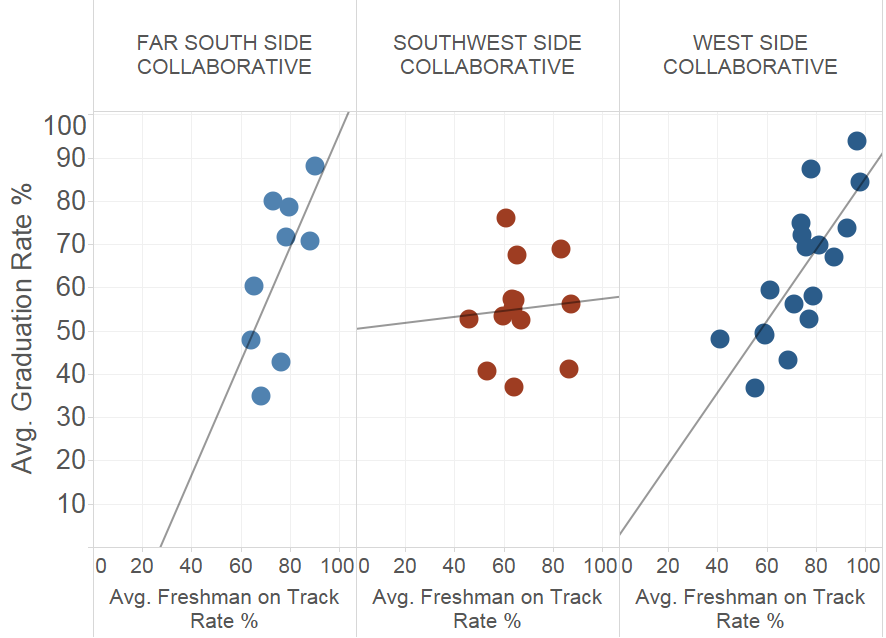 FAR SOUTH SIDE
COLLABORATIVE
SOUTHWEST SIDE
COLLABORATIVE
WEST SIDE
COLLABORATIVE
Avg. Graduation Rate %
100
90
80
70
60
50
40
30
20
10
0 20 40 60 80 100
0 20 40 60 80 100
0 20 40 60 80 100
Avg. Freshman on Track
Rate %
Avg. Freshman on Track
Rate %
Avg. Freshman on Track
Rate %